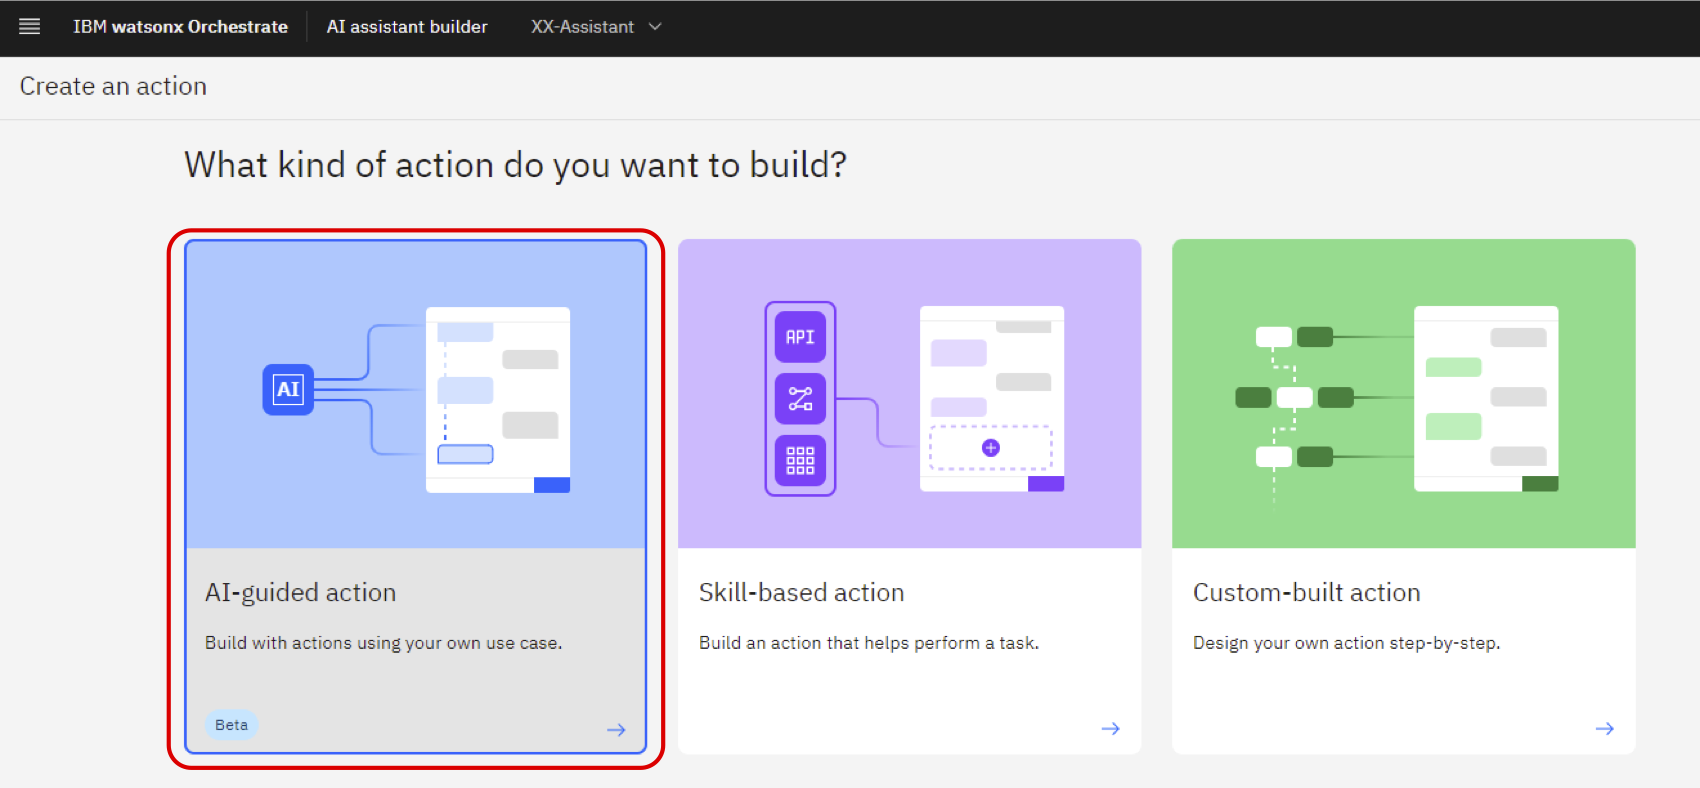 IBM watsonx Orchestrate AI assistant builder XX-Assistant
Create an action
What kind of action do you want to build?
AI
API
AI-guided action
Build with actions using your own use case.
Beta
Skill-based action
Build an action that helps perform a task.
Custom-built action
Design your own action step-by-step.